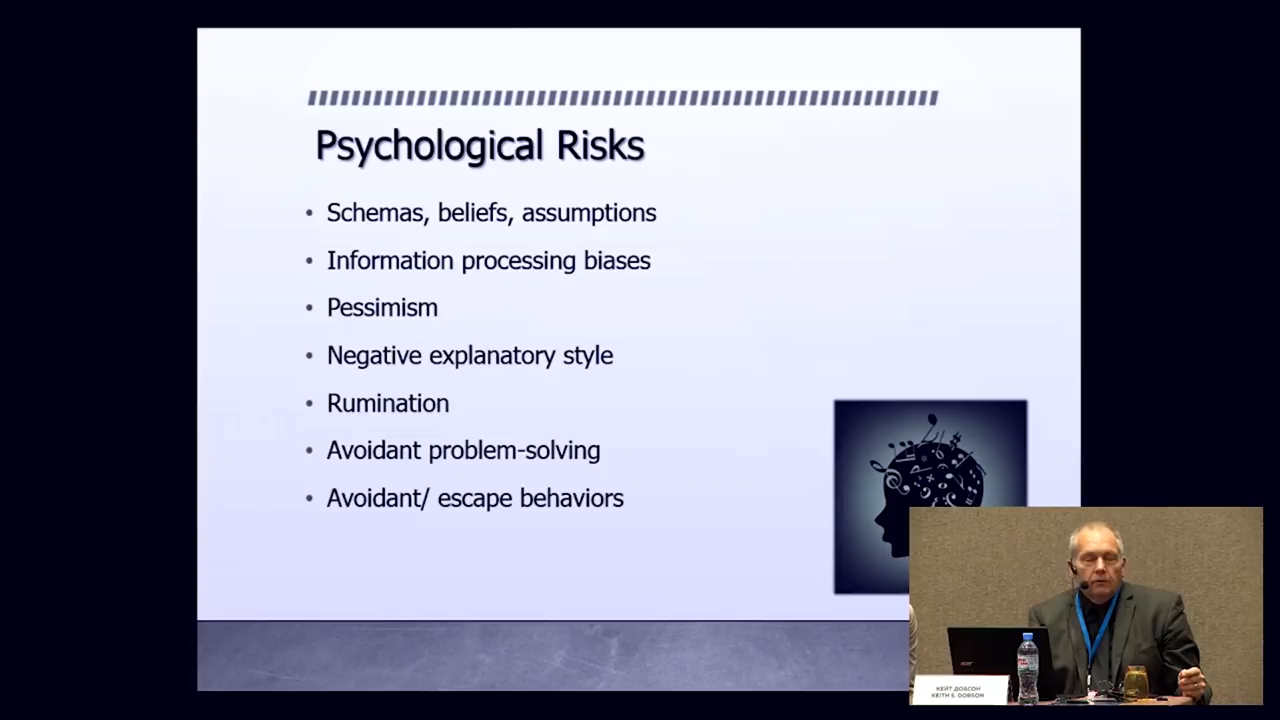 Psychological Risks
• Schemas, beliefs, assumptions
• Information processing biases
• Pessimism
• Negative explanatory style
• Rumination
• Avoidant problem-solving
• Avoidant/ escape behaviors
acer
КЕЙТ ДОБСОН
KEITH S. DOBSON